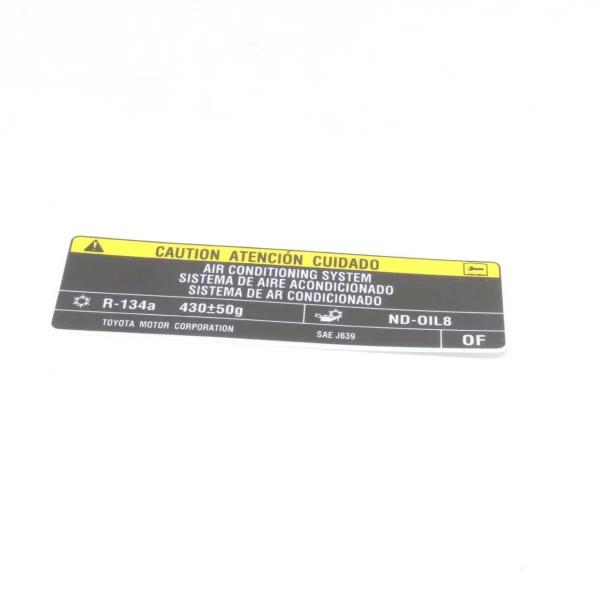 CAUTION ATENCIÓN CUIDADO
AIR CONDITIONING SYSTEM
SISTEMA DE AIRE ACONDICIONADO
SISTEMA DE AR CONDICIONADO
R-134a 430±50g ND-OIL8
TOYOTA MOTOR CORPORATION SAE J639 OF